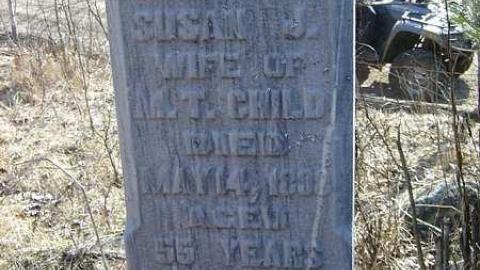 SUSAN J.
WIFE OF
M. T. CHILD
DIED
MAY 14,
AGED
55 YEARS